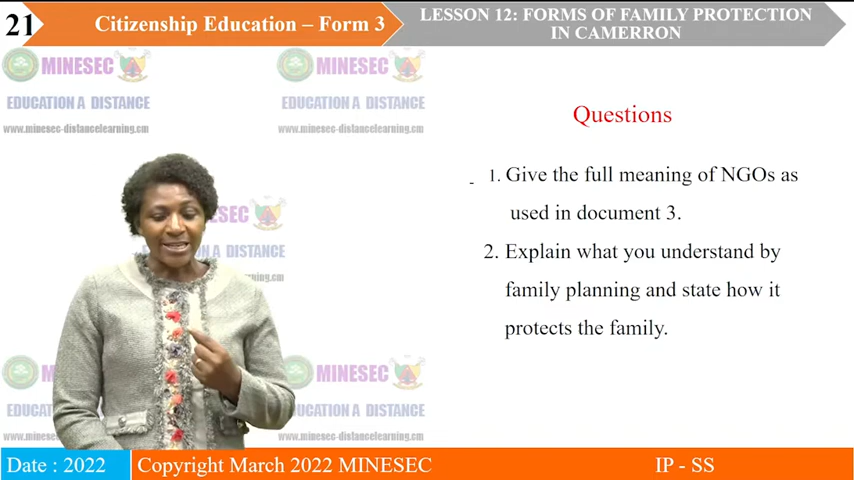 21
Citizenship Education – Form 3
LESSON 12: FORMS OF FAMILY PROTECTION
IN CAMERRON
MINESEC
EDUCATION A DISTANCE
www.minesec-distancelearning.cm
MINESEC
EDUCATION A DISTANCE
www.minesec-distancelearning.cm
Questions
- 1. Give the full meaning of NGOs as
used in document 3.
2. Explain what you understand by
family planning and state how it
protects the family.
MINESEC
EDUCATION A DISTANCE
www.minesec-distancelearning.cm
Date : 2022
Copyright March 2022 MINESEC
IP - SS